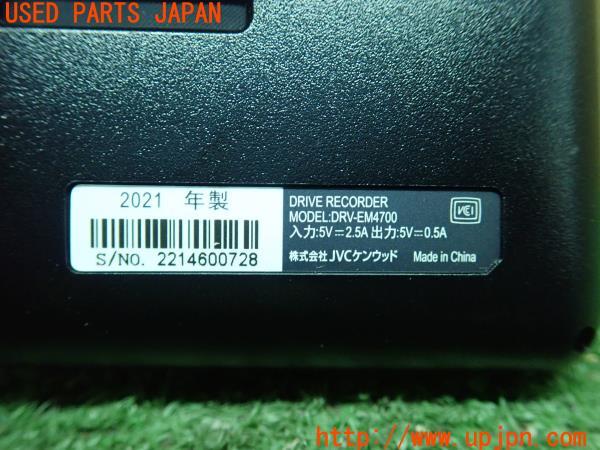 USED PARTS JAPAN
2021 年製
S/NO. 2214600728
DRIVE RECORDER
MODEL:DRV-EM4700
入力:5V⎓2.5A 出力:5V⎓0.5A
株式会社 JVCケンウッド Made in China
VCCI
http://www.upjpn.com